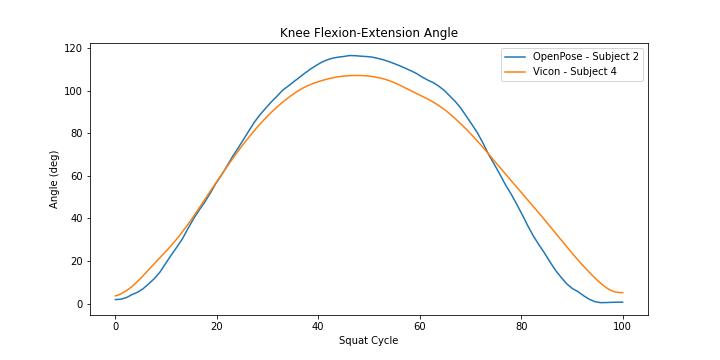 Knee Flexion-Extension Angle
OpenPose - Subject 2
Vicon - Subject 4
Angle (deg)
120
100
80
60
40
20
0
0 20 40 60 80 100
Squat Cycle